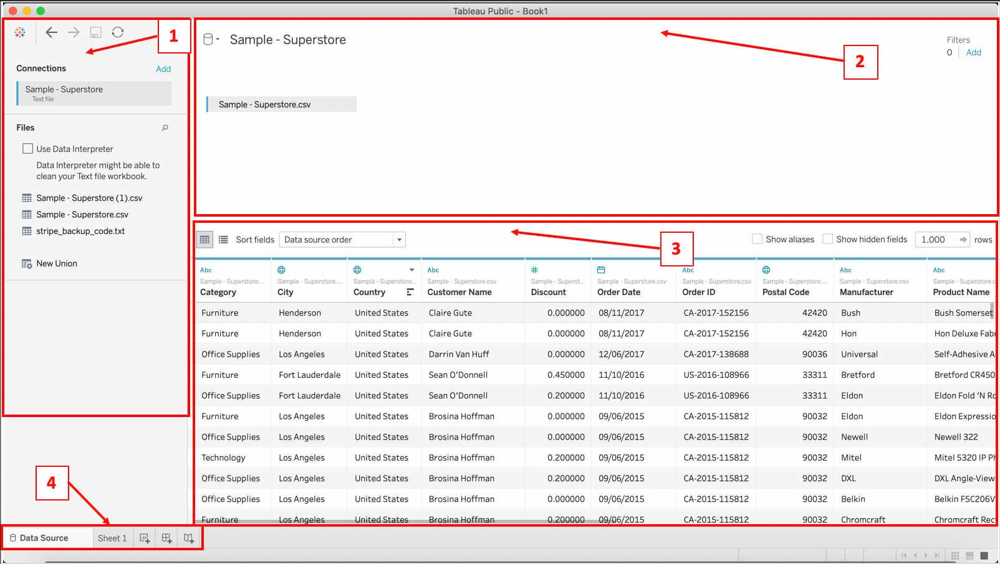 Tableau Public - Book1
1
Connections
Add
Sample - Superstore
Text file
Files
Use Data Interpreter
Data Interpreter might be able to
clean your Text file workbook.
Sample - Superstore (1).csv
Sample - Superstore.csv
stripe_backup_code.txt
New Union
Sample - Superstore
Filters
0 Add
2
Sample - Superstore.csv
Sort fields Data source order Show aliases Show hidden fields 1,000 rows
3
Abc Abc # Abc Abc Abc
Sample - Superstore.... Sample - Superstore.... Sample - Superstore... Sample - Superstore.csv Sample - Superst... Sample - Superstore.csv Sample - Superstore.csv Sample - Superstore.... Sample - Superstore.csv Sample - Superstore.c
Category City Country Customer Name Discount Order Date Order ID Postal Code Manufacturer Product Name
Furniture Henderson United States Claire Gute 0.000000 08/11/2017 CA-2017-152156 42420 Bush Bush Somerset
Furniture Henderson United States Claire Gute 0.000000 08/11/2017 CA-2017-152156 42420 Hon Hon Deluxe Fab
Office Supplies Los Angeles United States Darrin Van Huff 0.000000 12/06/2017 CA-2017-138688 90036 Universal Self-Adhesive A
Furniture Fort Lauderdale United States Sean O'Donnell 0.450000 11/10/2016 US-2016-108966 33311 Bretford Bretford CR450
Office Supplies Fort Lauderdale United States Sean O'Donnell 0.200000 11/10/2016 US-2016-108966 33311 Eldon Eldon Fold 'N Ro
Furniture Los Angeles United States Brosina Hoffman 0.000000 09/06/2015 CA-2015-115812 90032 Eldon Eldon Expressio
Office Supplies Los Angeles United States Brosina Hoffman 0.000000 09/06/2015 CA-2015-115812 90032 Newell Newell 322
Technology Los Angeles United States Brosina Hoffman 0.200000 09/06/2015 CA-2015-115812 90032 Mitel Mitel 5320 IP Ph
Office Supplies Los Angeles United States Brosina Hoffman 0.200000 09/06/2015 CA-2015-115812 90032 DXL DXL Angle-View
Office Supplies Los Angeles United States Brosina Hoffman 0.000000 09/06/2015 CA-2015-115812 90032 Belkin Belkin F5C206V
Furniture Los Angeles United States Brosina Hoffman 0.200000 09/06/2015 CA-2015-115812 90032 Chromcraft Chromcraft Rect
4
Data Source Sheet 1